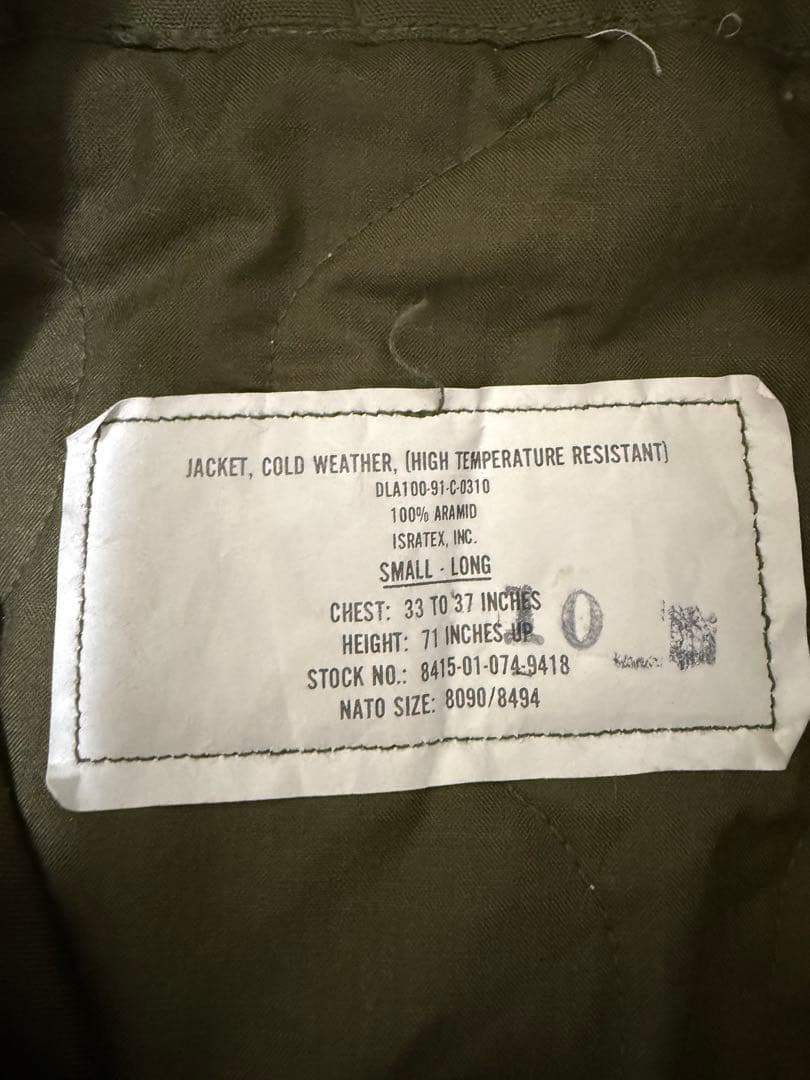 JACKET, COLD WEATHER, (HIGH TEMPERATURE RESISTANT)
DLA100-91-C-0310
100% ARAMID
ISRATEX, INC.
SMALL - LONG
CHEST: 33 TO 37 INCHES
HEIGHT: 71 INCHES UP
10
STOCK NO.: 8415-01-074-9418
NATO SIZE: 8090/8494